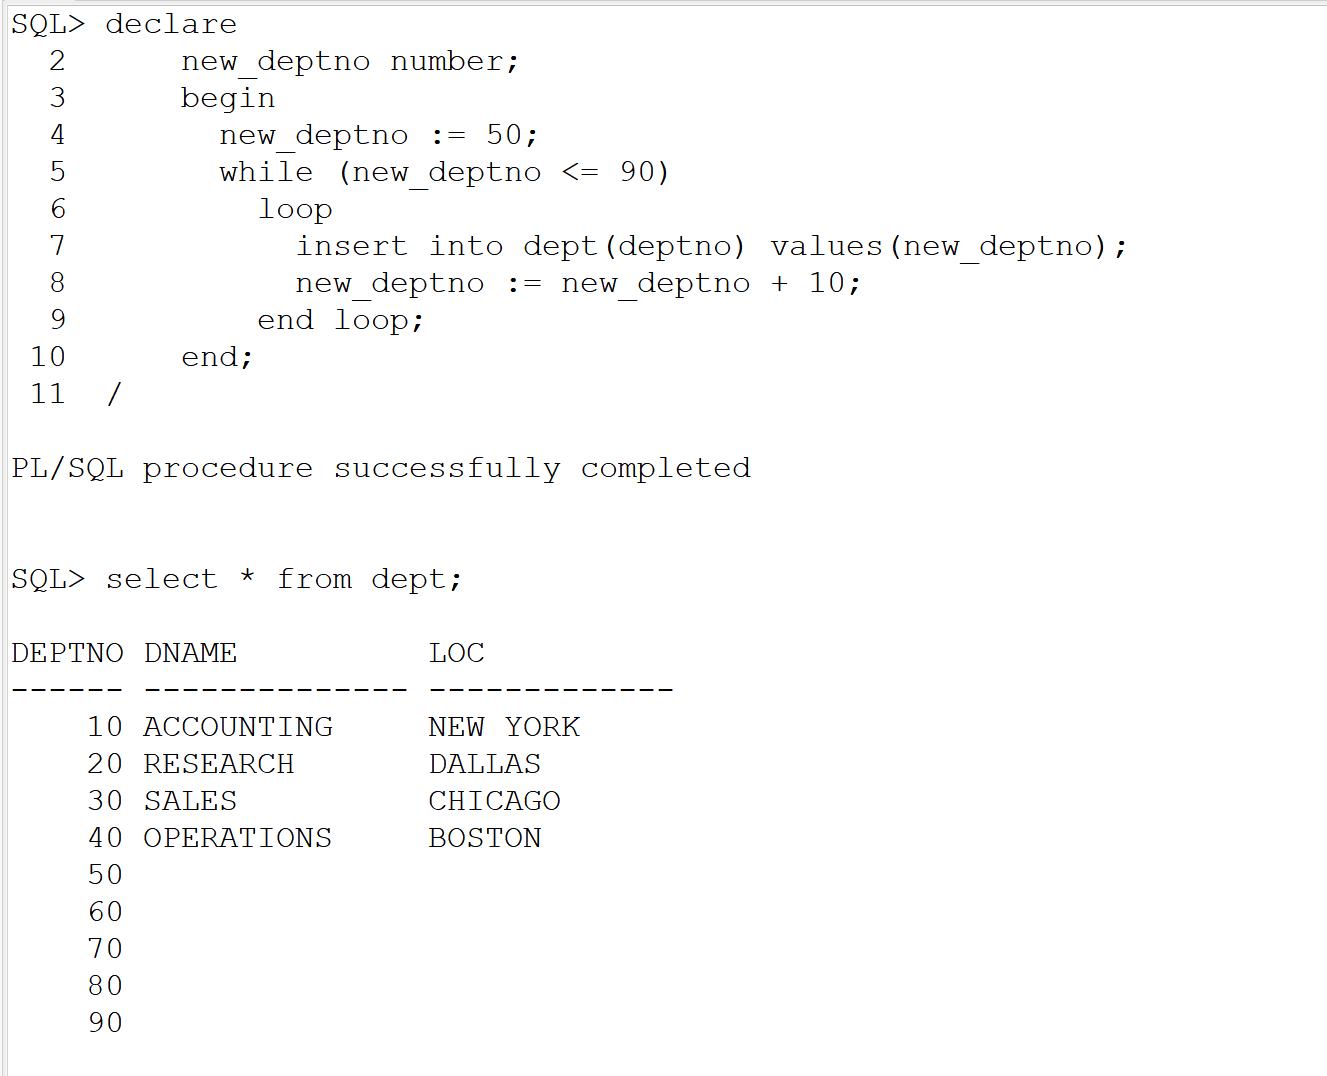 SQL> declare
  2      new_deptno number;
  3      begin
  4        new_deptno := 50;
  5        while (new_deptno <= 90)
  6          loop
  7            insert into dept(deptno) values(new_deptno);
  8            new_deptno := new_deptno + 10;
  9          end loop;
 10      end;
 11  /
PL/SQL procedure successfully completed
SQL> select * from dept;
DEPTNO DNAME          LOC
------ -------------- -------------
    10 ACCOUNTING     NEW YORK
    20 RESEARCH       DALLAS
    30 SALES          CHICAGO
    40 OPERATIONS     BOSTON
    50
    60
    70
    80
    90